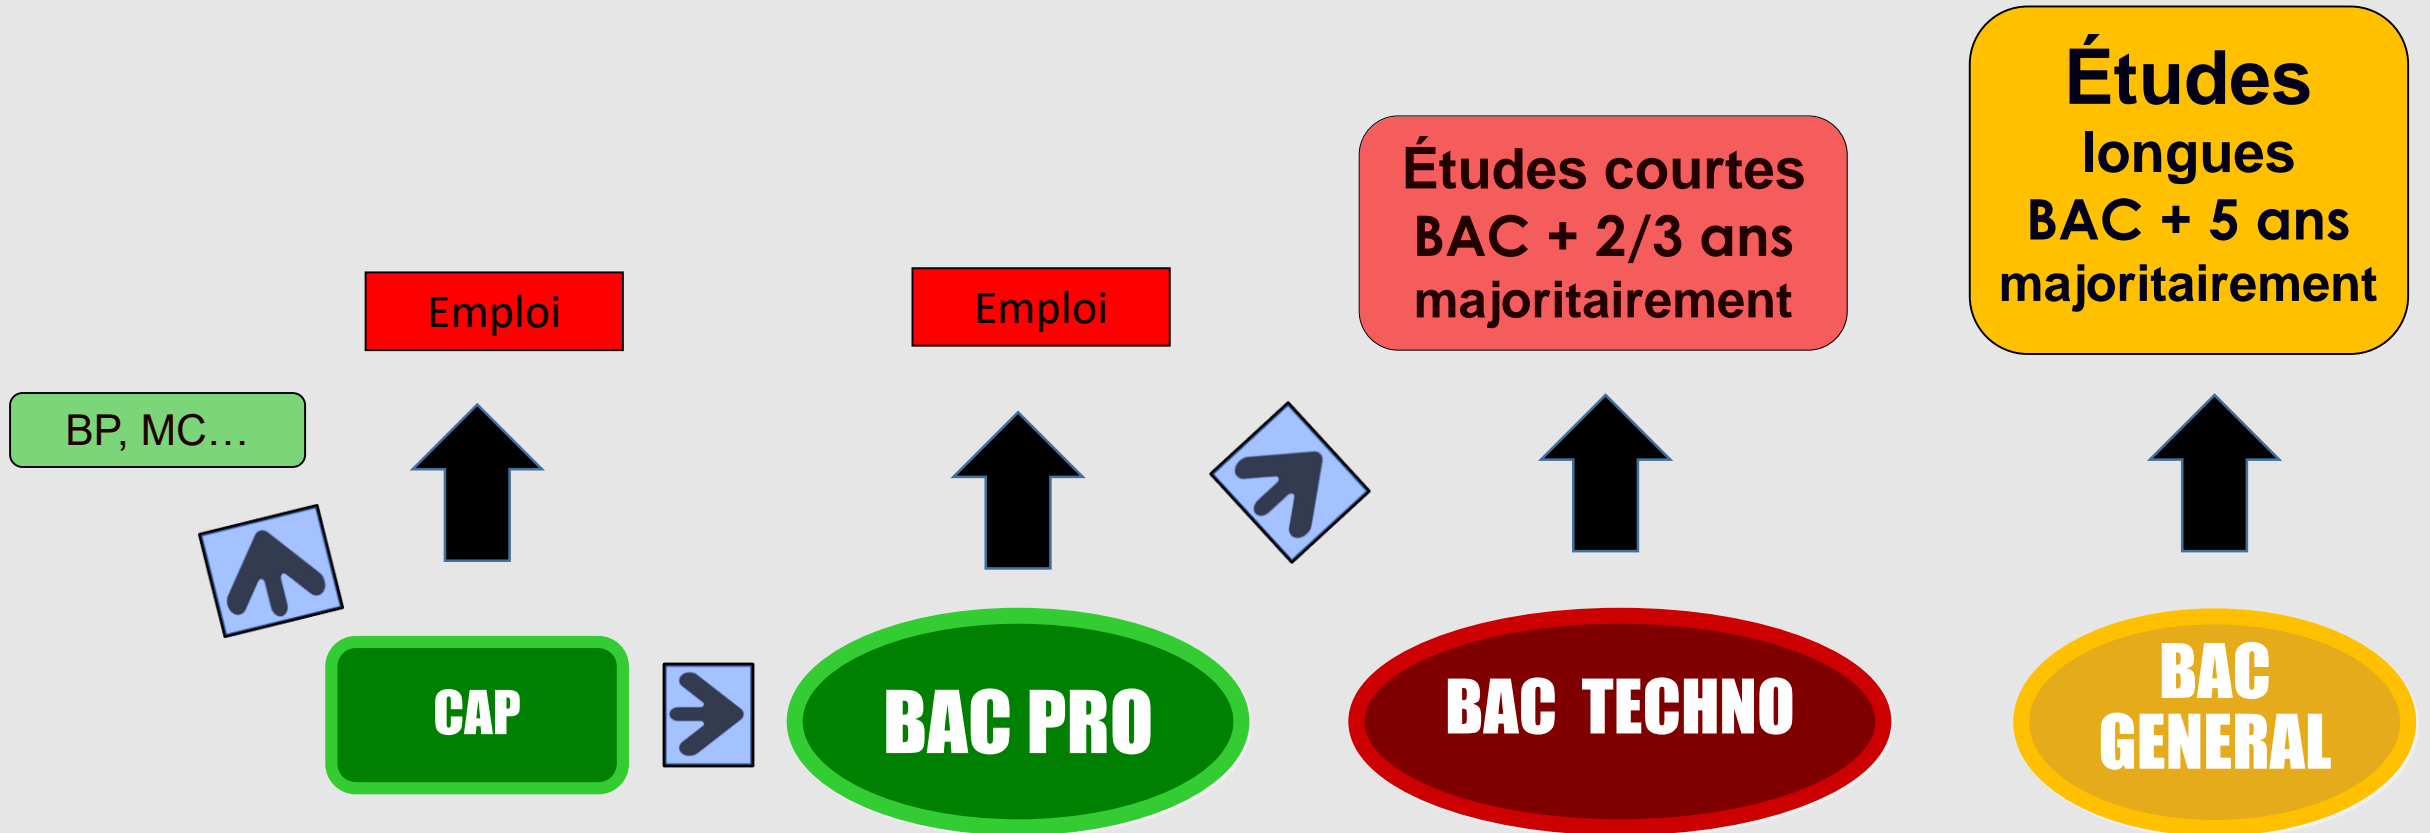 Études
longues
BAC + 5 ans
majoritairement
Études courtes
BAC + 2/3 ans
majoritairement
Emploi
Emploi
BP, MC...
CAP
BAC PRO
BAC TECHNO
BAC
GENERAL